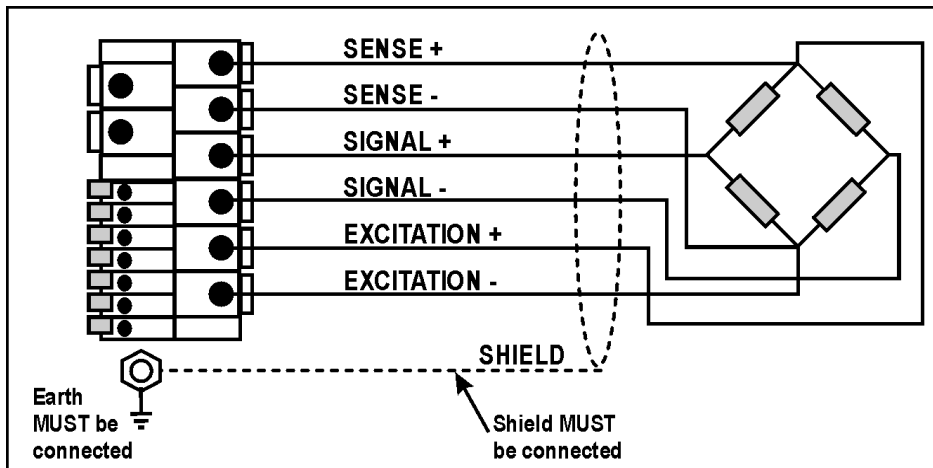 SENSE +
SENSE -
SIGNAL +
SIGNAL -
EXCITATION +
EXCITATION -
SHIELD
Earth
MUST be
connected
Shield MUST
be connected